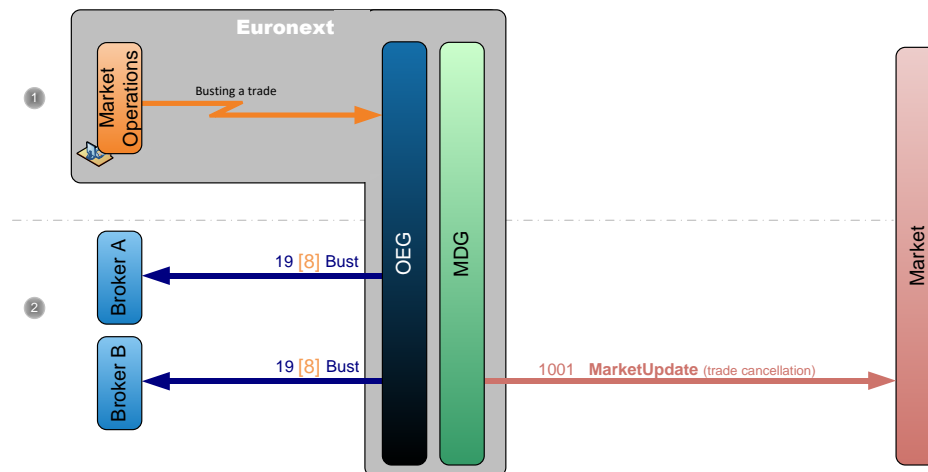 Euronext
1
Market
Operations
Busting a trade
OEG
MDG
Market
2
Broker A
19 [8] Bust
Broker B
19 [8] Bust
1001 MarketUpdate (trade cancellation)